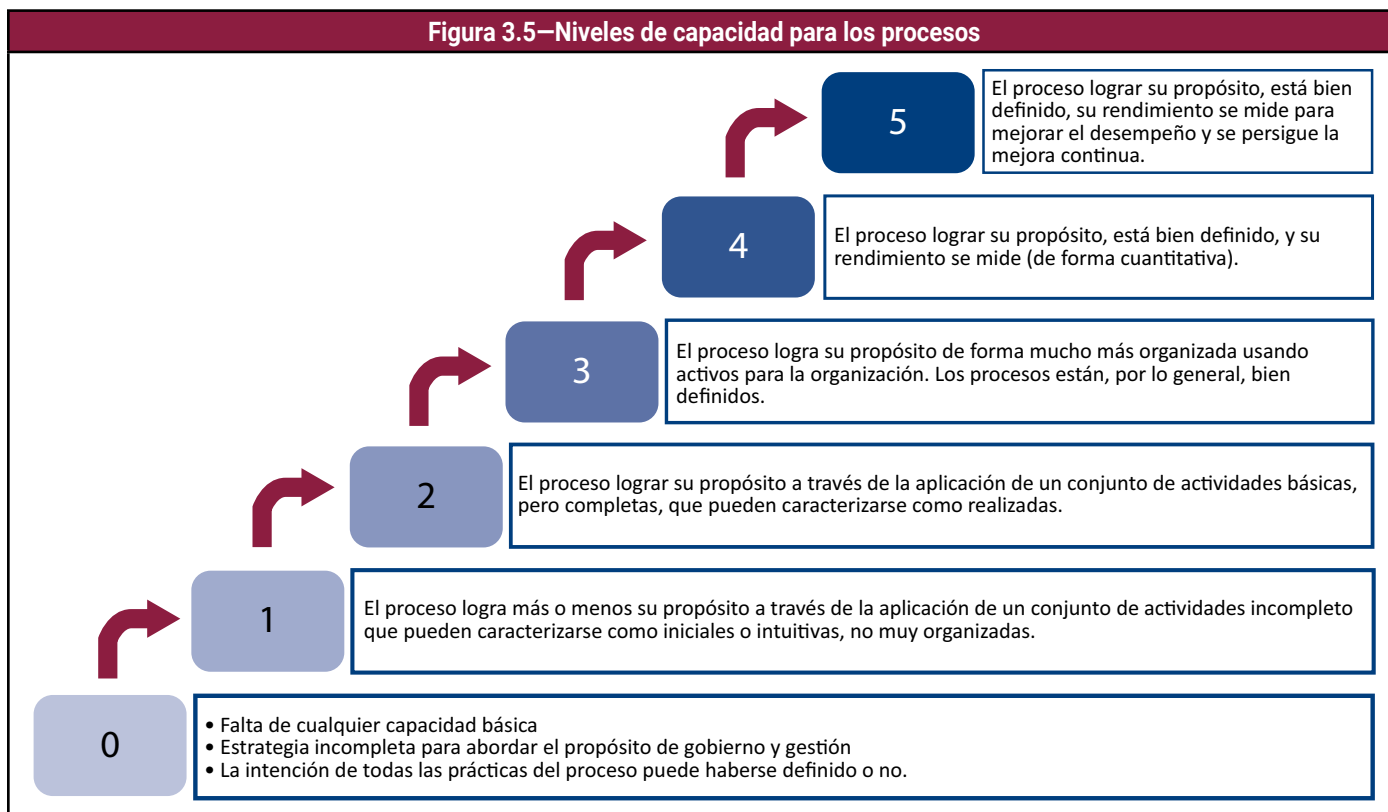 Figura 3.5—Niveles de capacidad para los procesos
5
El proceso lograr su propósito, está bien
definido, su rendimiento se mide para
mejorar el desempeño y se persigue la
mejora continua.
4
El proceso lograr su propósito, está bien definido, y su
rendimiento se mide (de forma cuantitativa).
3
El proceso logra su propósito de forma mucho más organizada usando
activos para la organización. Los procesos están, por lo general, bien
definidos.
2
El proceso lograr su propósito a través de la aplicación de un conjunto de actividades básicas,
pero completas, que pueden caracterizarse como realizadas.
1
El proceso logra más o menos su propósito a través de la aplicación de un conjunto de actividades incompleto
que pueden caracterizarse como iniciales o intuitivas, no muy organizadas.
0
• Falta de cualquier capacidad básica
• Estrategia incompleta para abordar el propósito de gobierno y gestión
• La intención de todas las prácticas del proceso puede haberse definido o no.